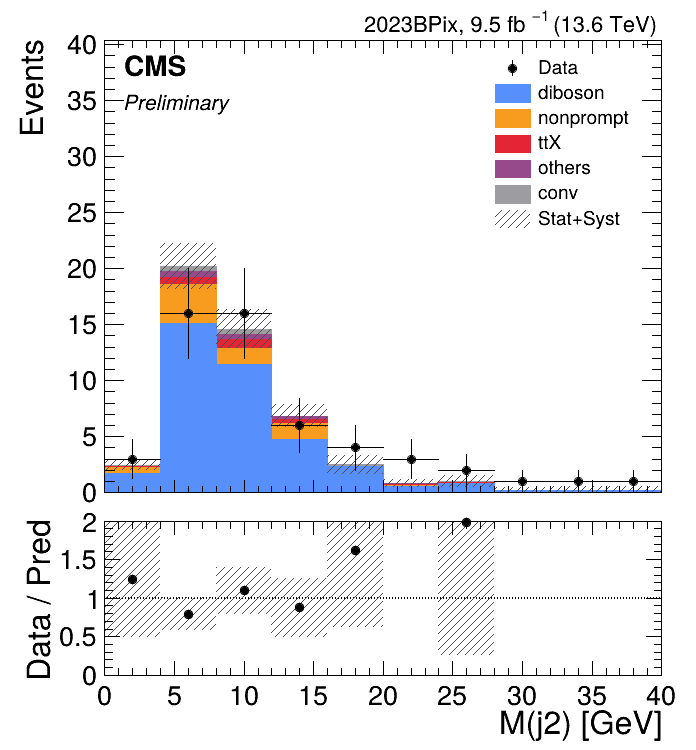 2023BPix, 9.5 fb⁻¹ (13.6 TeV)
CMS
Preliminary
Events
40
35
30
25
20
15
10
5
0
Data
diboson
nonprompt
ttX
others
conv
Stat+Syst
Data / Pred
2
1.5
1
0.5
0
0 5 10 15 20 25 30 35 40
M(j2) [GeV]